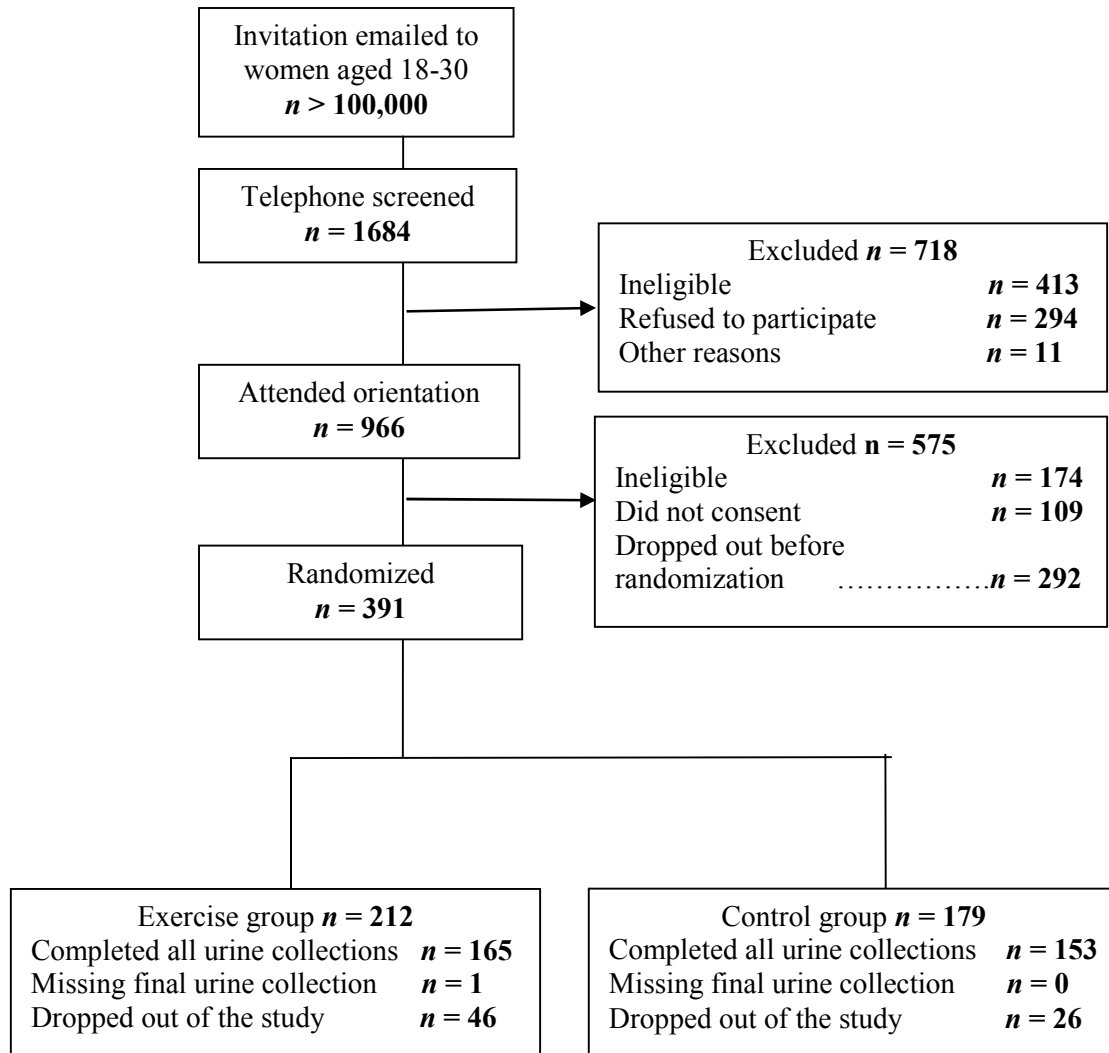 Invitation emailed to
women aged 18-30
n > 100,000
Telephone screened
n = 1684
Excluded n = 718
Ineligible n = 413
Refused to participate n = 294
Other reasons n = 11
Attended orientation
n = 966
Excluded n = 575
Ineligible n = 174
Did not consent n = 109
Dropped out before
randomization ................n = 292
Randomized
n = 391
Exercise group n = 212
Completed all urine collections n = 165
Missing final urine collection n = 1
Dropped out of the study n = 46
Control group n = 179
Completed all urine collections n = 153
Missing final urine collection n = 0
Dropped out of the study n = 26